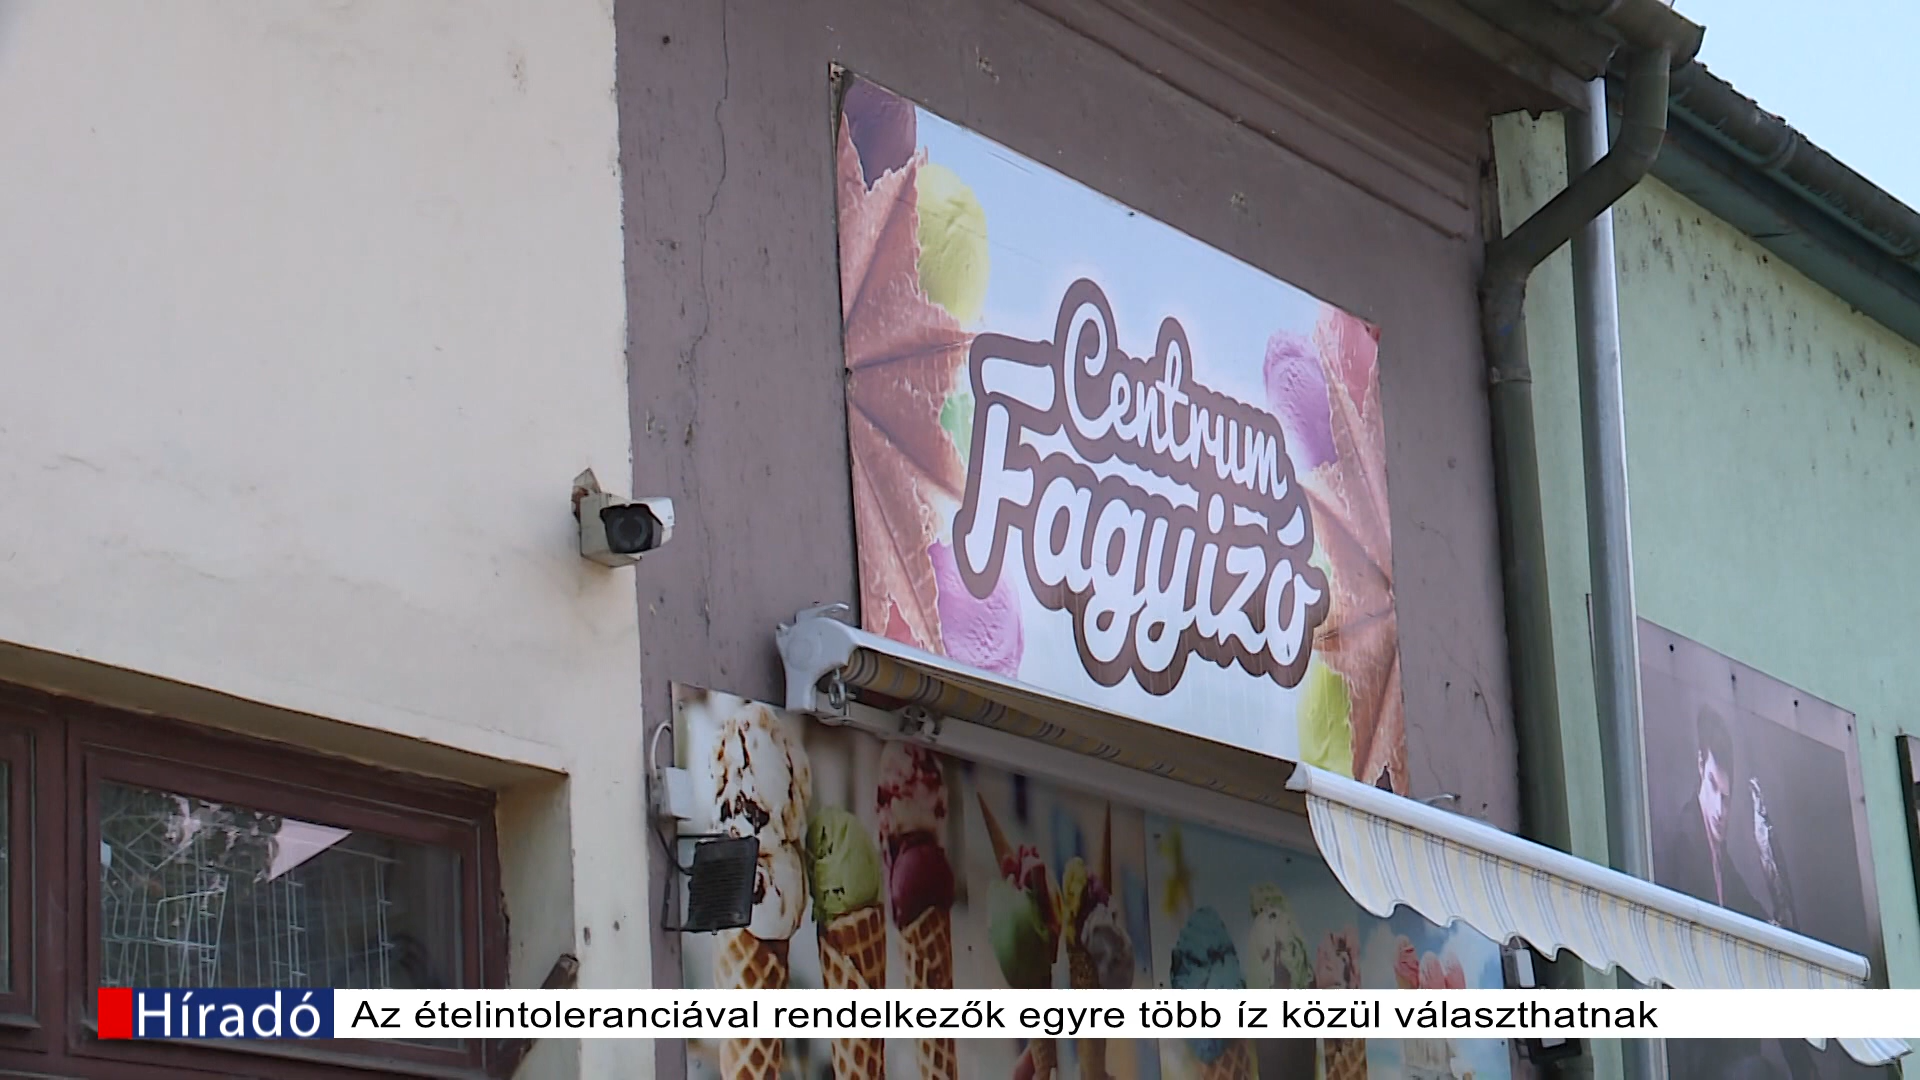 Centrum
Fagyizó
Híradó
Az ételintoleranciával rendelkezők egyre több íz közül választhatnak